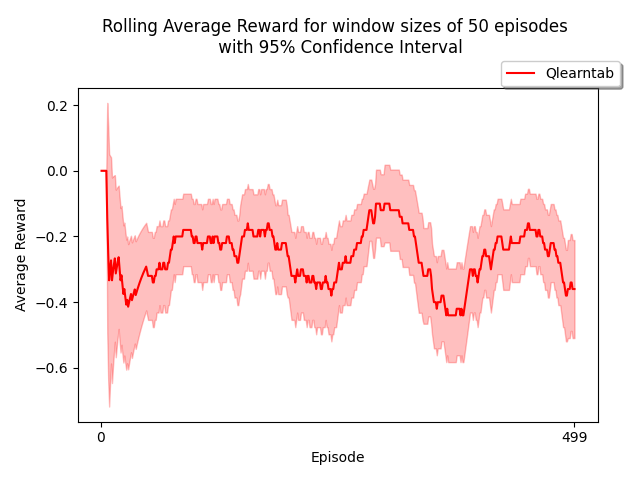 Rolling Average Reward for window sizes of 50 episodes
with 95% Confidence Interval
Qlearntab
0.2
0.0
−0.2
−0.4
−0.6
Average Reward
0 499
Episode